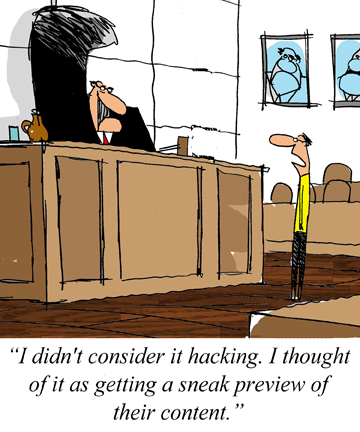 “I didn't consider it hacking. I thought
of it as getting a sneak preview of
their content.”